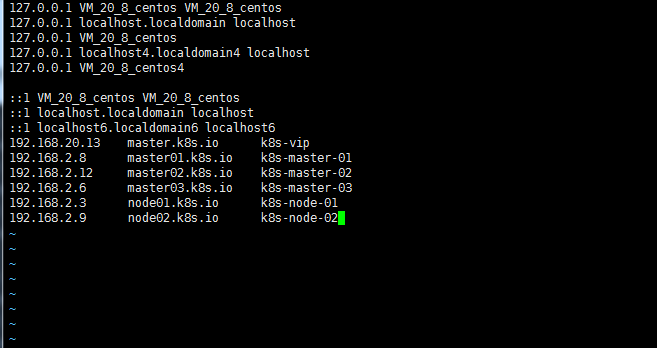 127.0.0.1 VM_20_8_centos VM_20_8_centos
127.0.0.1 localhost.localdomain localhost
127.0.0.1 VM_20_8_centos
127.0.0.1 localhost4.localdomain4 localhost
127.0.0.1 VM_20_8_centos4
::1 VM_20_8_centos VM_20_8_centos
::1 localhost.localdomain localhost
::1 localhost6.localdomain6 localhost6
192.168.20.13 master.k8s.io k8s-vip
192.168.2.8 master01.k8s.io k8s-master-01
192.168.2.12 master02.k8s.io k8s-master-02
192.168.2.6 master03.k8s.io k8s-master-03
192.168.2.3 node01.k8s.io k8s-node-01
192.168.2.9 node02.k8s.io k8s-node-02
~
~
~
~
~
~
~
~